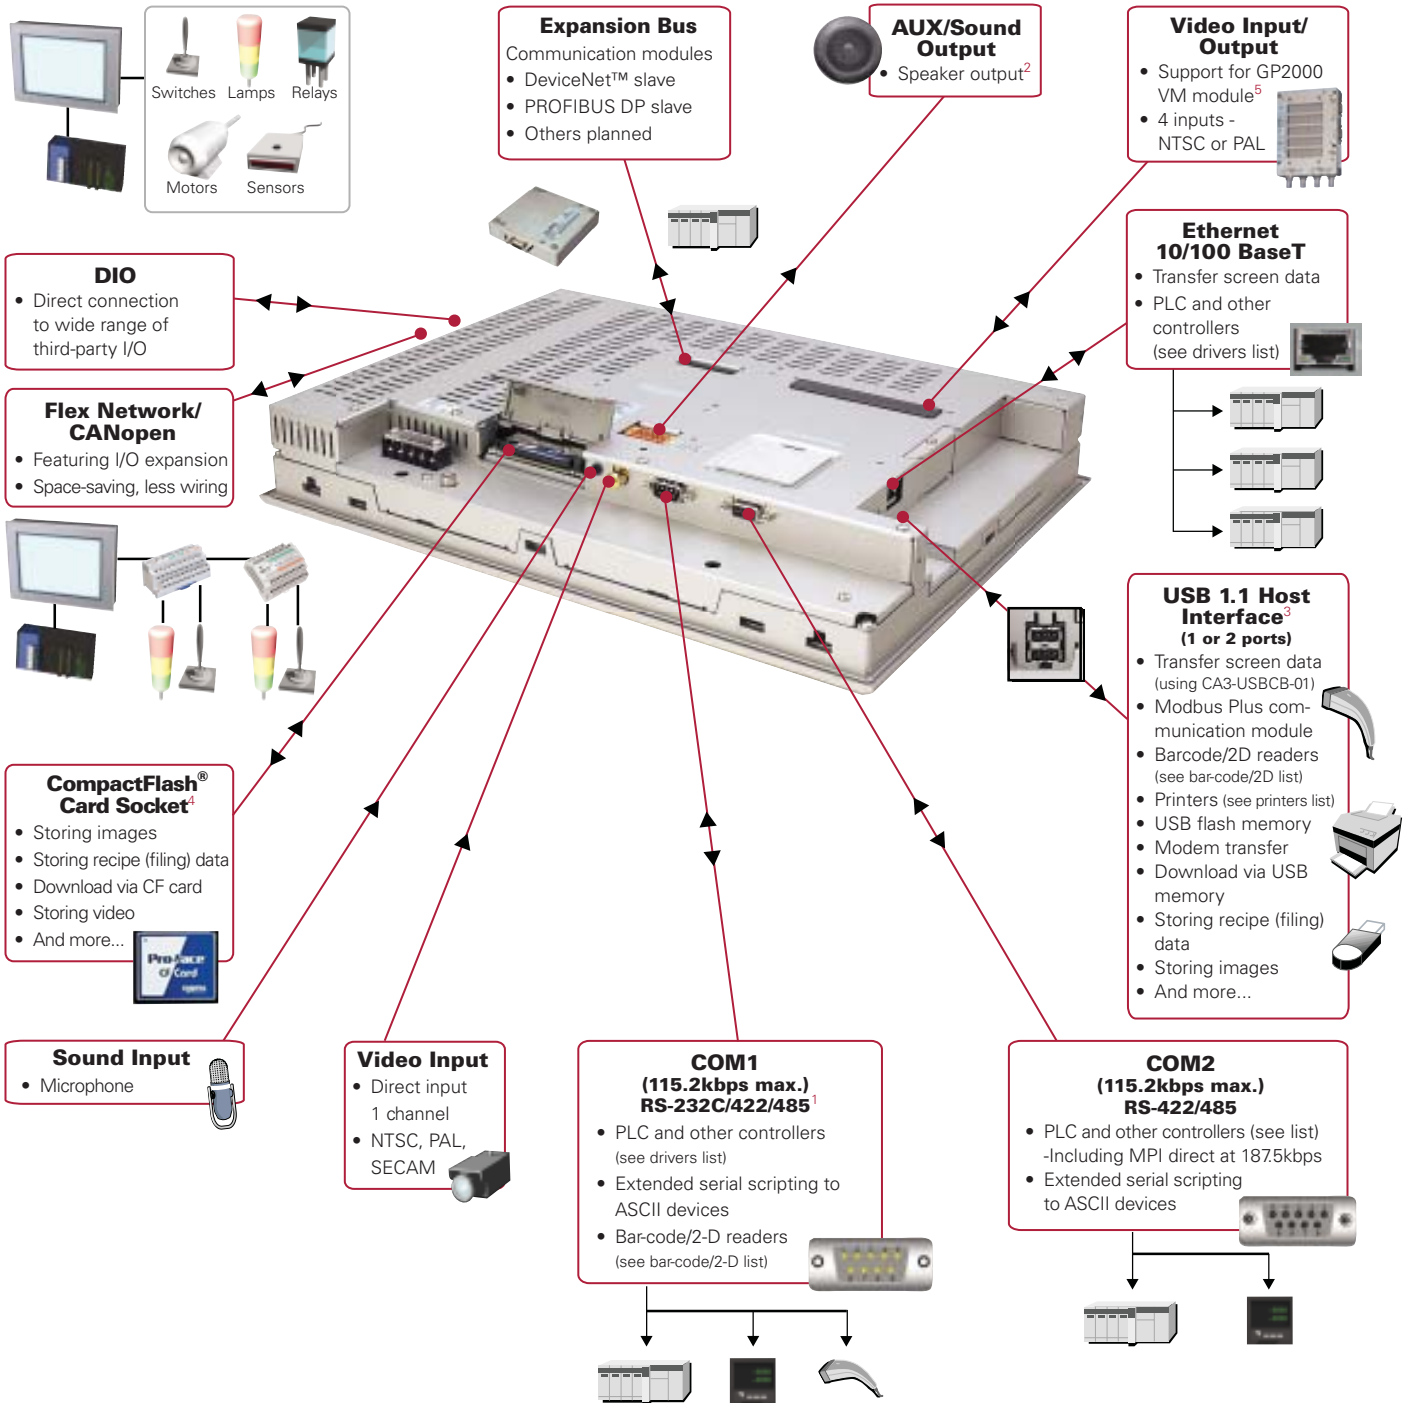 Switches
Lamps
Relays
Motors
Sensors
Expansion Bus
Communication modules
• DeviceNet™ slave
• PROFIBUS DP slave
• Others planned
AUX/Sound
Output
• Speaker output2
Video Input/
Output
• Support for GP2000
VM module5
• 4 inputs -
NTSC or PAL
Ethernet
10/100 BaseT
• Transfer screen data
• PLC and other
controllers
(see drivers list)
DIO
• Direct connection
to wide range of
third-party I/O
Flex Network/
CANopen
• Featuring I/O expansion
• Space-saving, less wiring
USB 1.1 Host
Interface3
(1 or 2 ports)
• Transfer screen data
(using CA3-USBCB-01)
• Modbus Plus com-
munication module
• Barcode/2D readers
(see bar-code/2D list)
• Printers (see printers list)
• USB flash memory
• Modem transfer
• Download via USB
memory
• Storing recipe (filing)
data
• Storing images
• And more...
CompactFlash®
Card Socket4
• Storing images
• Storing recipe (filing) data
• Download via CF card
• Storing video
• And more...
Pro-face
CF Card
Sound Input
• Microphone
Video Input
• Direct input
1 channel
• NTSC, PAL,
SECAM
COM1
(115.2kbps max.)
RS-232C/422/4851
• PLC and other controllers
(see drivers list)
• Extended serial scripting to
ASCII devices
• Bar-code/2-D readers
(see bar-code/2-D list)
COM2
(115.2kbps max.)
RS-422/485
• PLC and other controllers (see list)
-Including MPI direct at 187.5kbps
• Extended serial scripting
to ASCII devices